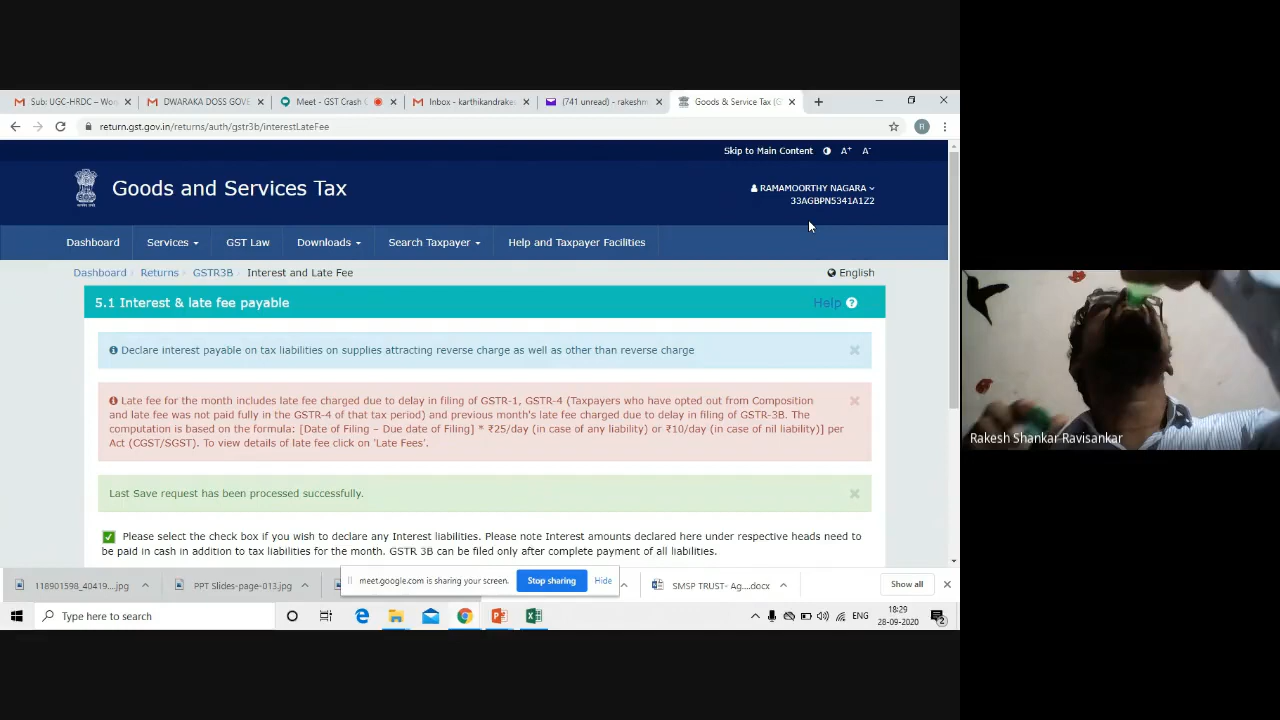 Sub: UGC-HRDC – Wor
DWARAKA DOSS GOVE
Meet - GST Crash C
Inbox - karthikandrakes
(741 unread) - rakeshm
Goods & Service Tax (G
return.gst.gov.in/returns/auth/gstr3b/interestLateFee
Skip to Main Content A+ A-
Goods and Services Tax
RAMAMOORTHY NAGARA
33AGBPN5341A1Z2
Dashboard Services GST Law Downloads Search Taxpayer Help and Taxpayer Facilities
Dashboard Returns GSTR3B Interest and Late Fee English
5.1 Interest & late fee payable Help ?
Declare interest payable on tax liabilities on supplies attracting reverse charge as well as other than reverse charge
Late fee for the month includes late fee charged due to delay in filing of GSTR-1, GSTR-4 (Taxpayers who have opted out from Composition
and late fee was not paid fully in the GSTR-4 of that tax period) and previous month's late fee charged due to delay in filing of GSTR-3B. The
computation is based on the formula: [Date of Filing – Due date of Filing] * ₹25/day (in case of any liability) or ₹10/day (in case of nil liability)] per
Act (CGST/SGST). To view details of late fee click on 'Late Fees'.
Last Save request has been processed successfully.
Please select the check box if you wish to declare any Interest liabilities. Please note Interest amounts declared here under respective heads need to
be paid in cash in addition to tax liabilities for the month. GSTR 3B can be filed only after complete payment of all liabilities.
Rakesh Shankar Ravisankar
118901598_40419....jpg
PPT Slides-page-013.jpg
meet.google.com is sharing your screen. Stop sharing Hide
SMSP TRUST- Ag....docx
Show all
Type here to search
ENG
18:29
28-09-2020
2